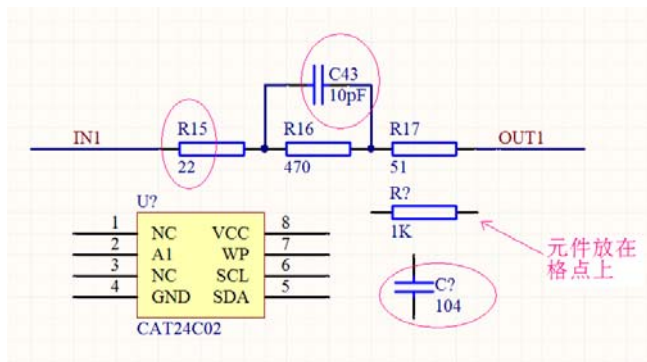 C43
10pF
IN1
R15
R16
R17
OUT1
22
470
51
U?
R?
1K
1 NC VCC 8
2 A1 WP 7
3 NC SCL 6
4 GND SDA 5
CAT24C02
元件放在
格点上
C?
104